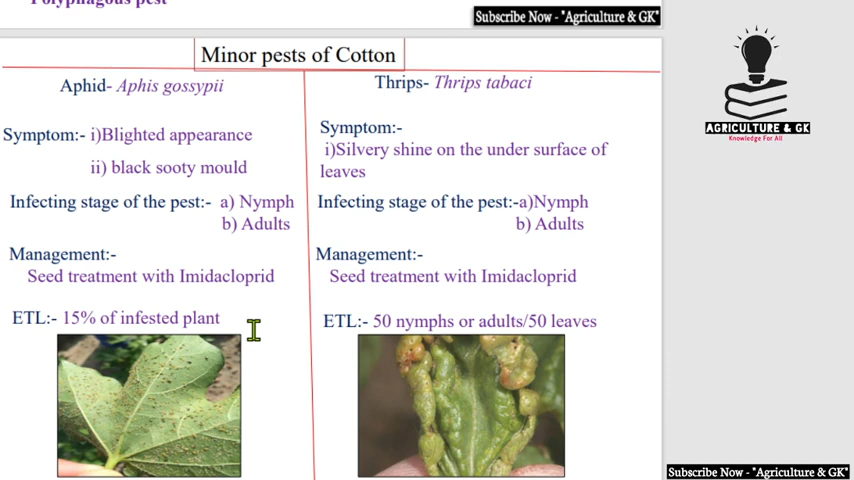 Polyphagous pest
Subscribe Now - "Agriculture & GK"
Minor pests of Cotton
Aphid- Aphis gossypii
Symptom:- i)Blighted appearance
ii) black sooty mould
Infecting stage of the pest:- a) Nymph
b) Adults
Management:-
Seed treatment with Imidacloprid
ETL:- 15% of infested plant
Thrips- Thrips tabaci
Symptom:-
i)Silvery shine on the under surface of
leaves
Infecting stage of the pest:-a)Nymph
b) Adults
Management:-
Seed treatment with Imidacloprid
ETL:- 50 nymphs or adults/50 leaves
AGRICULTURE & GK
Knowledge For All
Subscribe Now - "Agriculture & GK"